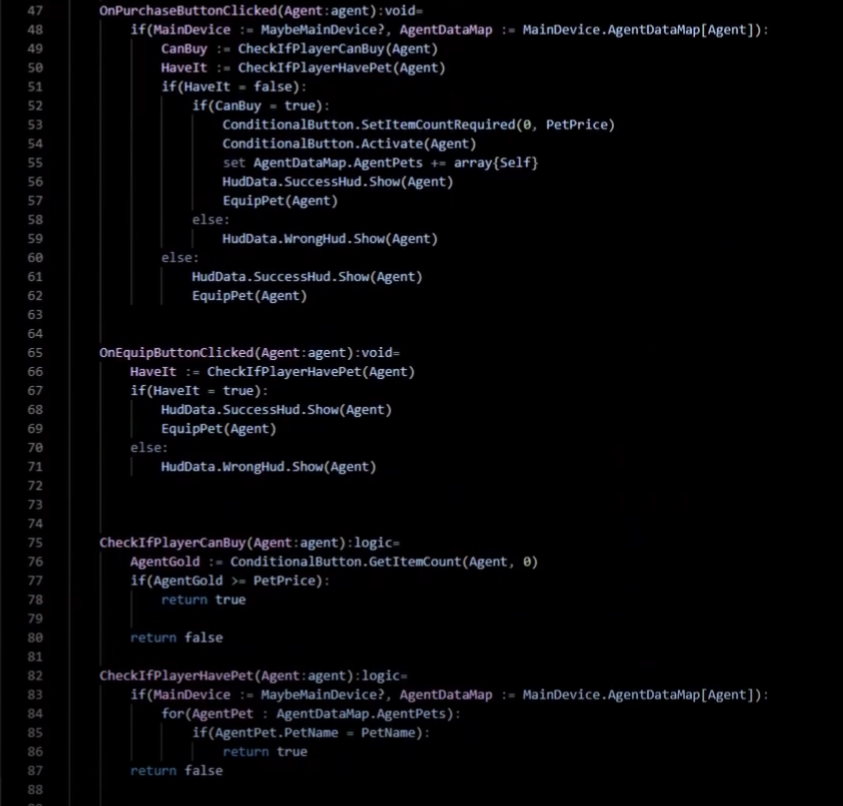 47 OnPurchaseButtonClicked(Agent:agent):void=
48 if(MainDevice := MaybeMainDevice?, AgentDataMap := MainDevice.AgentDataMap[Agent]):
49 CanBuy := CheckIfPlayerCanBuy(Agent)
50 HaveIt := CheckIfPlayerHavePet(Agent)
51 if(HaveIt = false):
52 if(CanBuy = true):
53 ConditionalButton.SetItemCountRequired(0, PetPrice)
54 ConditionalButton.Activate(Agent)
55 set AgentDataMap.AgentPets += array{Self}
56 HudData.SuccessHud.Show(Agent)
57 EquipPet(Agent)
58 else:
59 HudData.WrongHud.Show(Agent)
60 else:
61 HudData.SuccessHud.Show(Agent)
62 EquipPet(Agent)
63
64
65 OnEquipButtonClicked(Agent:agent):void=
66 HaveIt := CheckIfPlayerHavePet(Agent)
67 if(HaveIt = true):
68 HudData.SuccessHud.Show(Agent)
69 EquipPet(Agent)
70 else:
71 HudData.WrongHud.Show(Agent)
72
73
74
75 CheckIfPlayerCanBuy(Agent:agent):logic=
76 AgentGold := ConditionalButton.GetItemCount(Agent, 0)
77 if(AgentGold >= PetPrice):
78 return true
79
80 return false
81
82 CheckIfPlayerHavePet(Agent:agent):logic=
83 if(MainDevice := MaybeMainDevice?, AgentDataMap := MainDevice.AgentDataMap[Agent]):
84 for(AgentPet : AgentDataMap.AgentPets):
85 if(AgentPet.PetName = PetName):
86 return true
87 return false
88